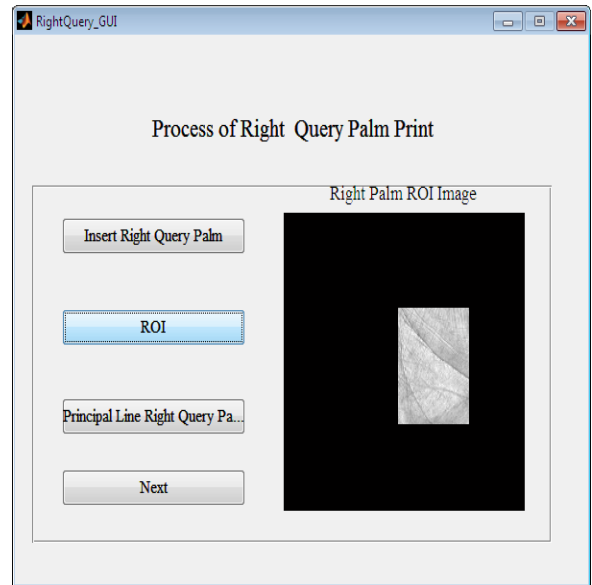 RightQuery_GUI
Process of Right Query Palm Print
Right Palm ROI Image
Insert Right Query Palm
ROI
Principal Line Right Query Pa...
Next